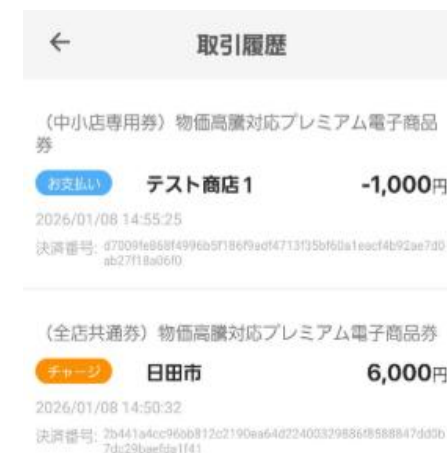 取引履歴
（中小店専用券）物価高騰対応プレミアム電子商品
券
お支払い テスト商店1 -1,000円
2026/01/08 14:55:25
決済番号:
（全店共通券）物価高騰対応プレミアム電子商品券
チャージ 日田市 6,000円
2026/01/08 14:50:32
決済番号: